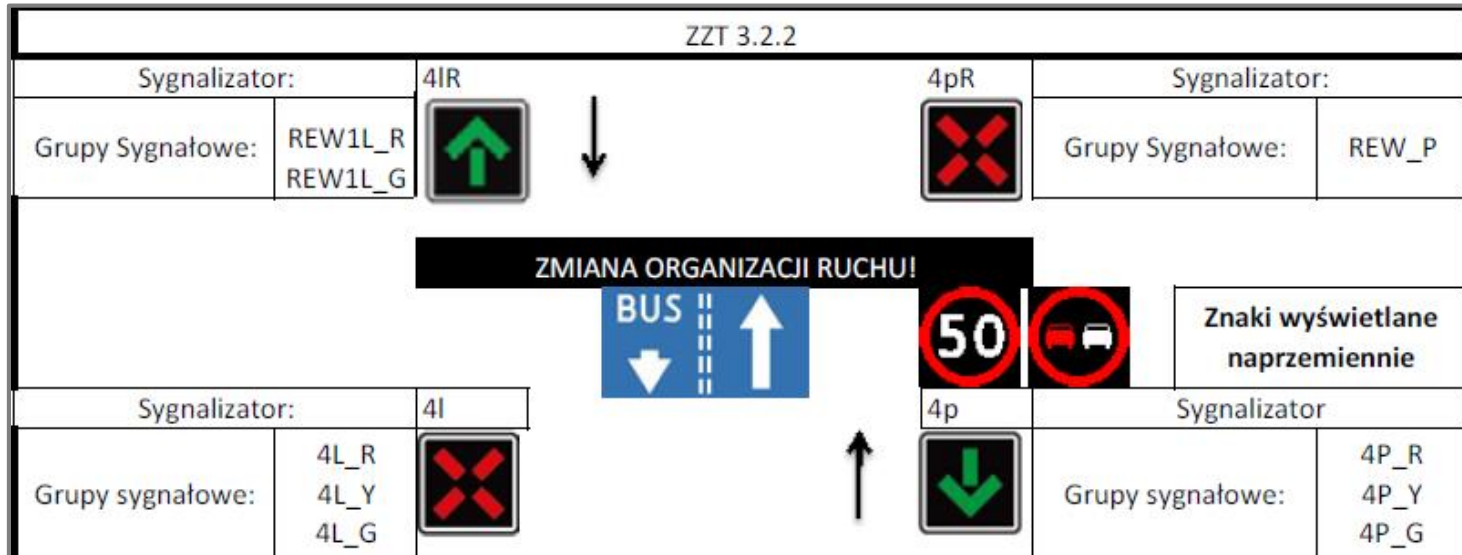 ZZT 3.2.2
Sygnalizator: 4lR 4pR Sygnalizator:
Grupy Sygnałowe: REW1L_R Grupy Sygnałowe: REW_P
REW1L_G
ZMIANA ORGANIZACJI RUCHU!
BUS 50 Znaki wyświetlane
naprzemiennie
Sygnalizator: 4l 4p Sygnalizator
4L_R 4P_R
Grupy sygnałowe: 4L_Y Grupy sygnałowe: 4P_Y
4L_G 4P_G